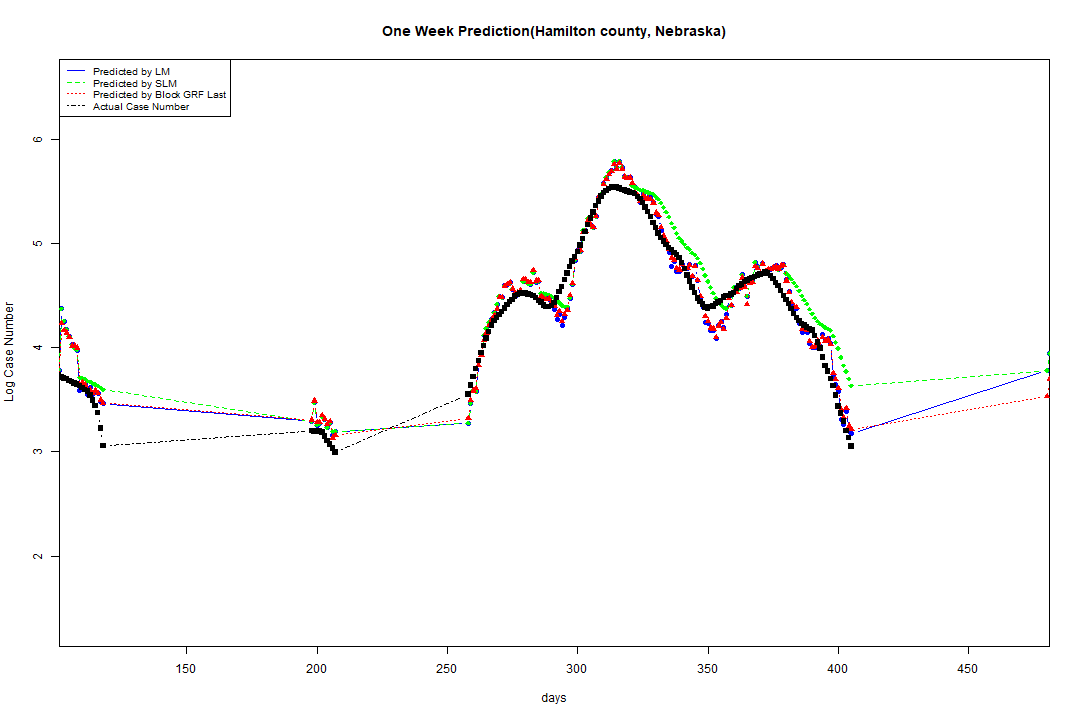 One Week Prediction(Hamilton county, Nebraska)
Predicted by LM
Predicted by SLM
Predicted by Block GRF Last
Actual Case Number
6
5
4
3
2
Log Case Number
150 200 250 300 350 400 450
days